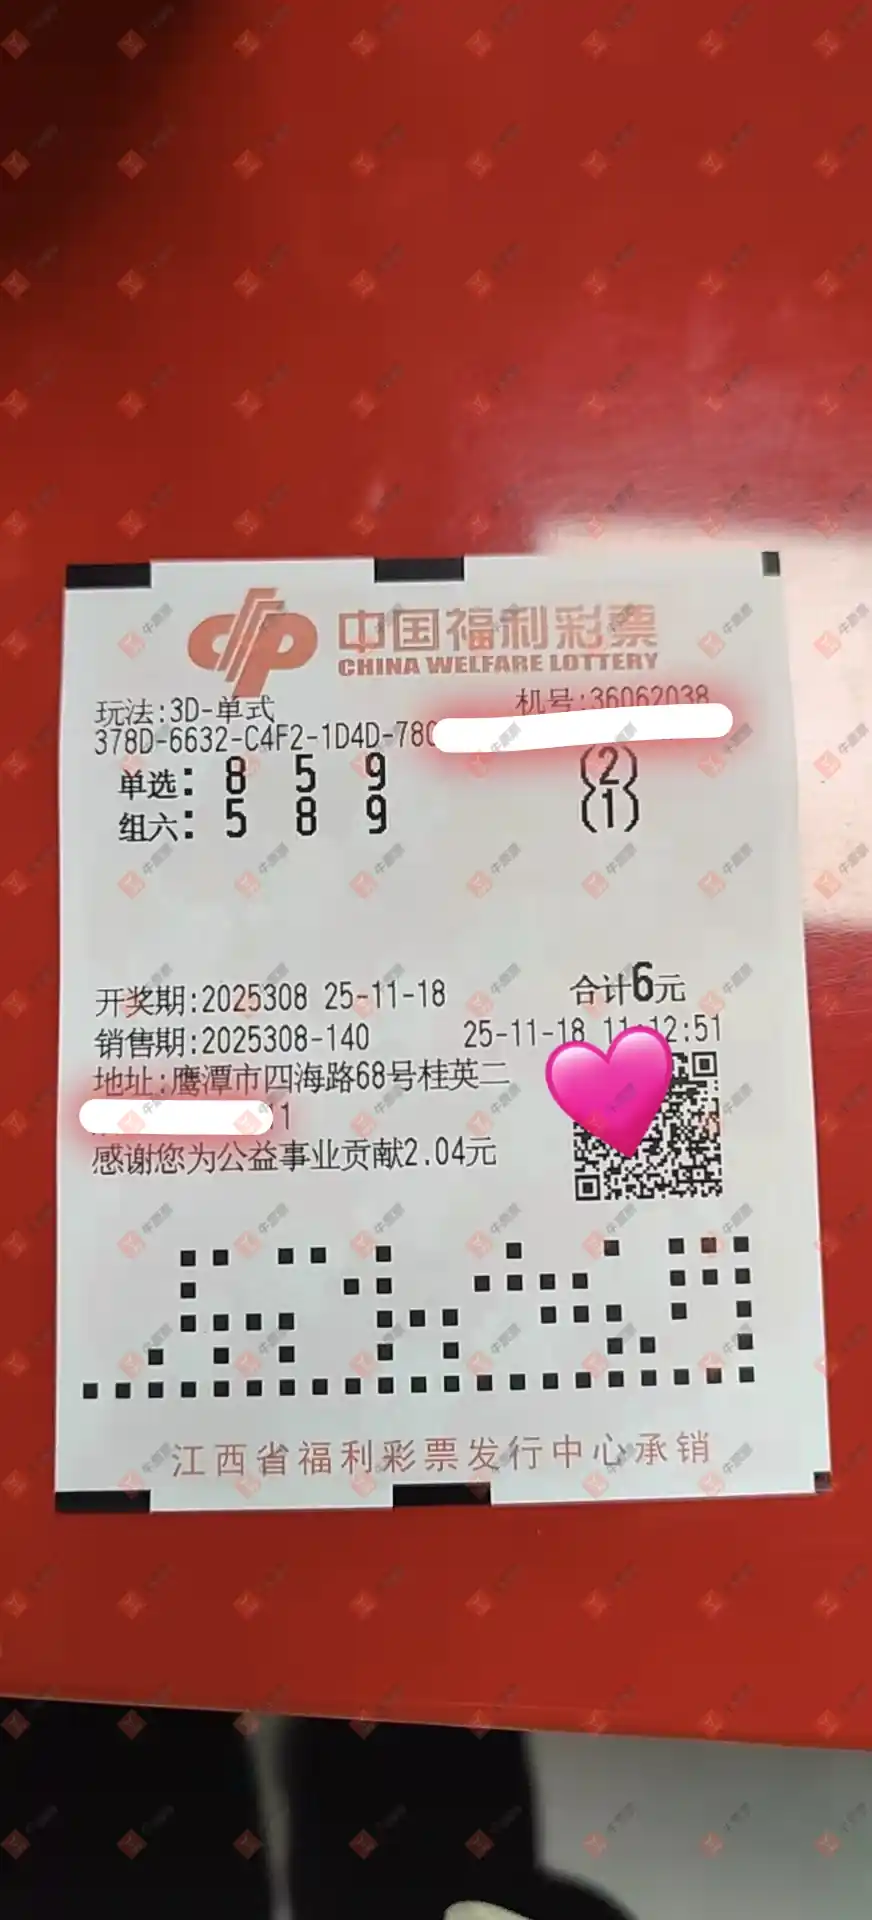 中国福利彩票
CHINA WELFARE LOTTERY
玩法:3D-单式 机号:36062038
378D-6632-C4F2-1D4D-780
单选: 8 5 9 (2)
组六: 5 8 9 (1)
开奖期:2025308 25-11-18 合计6元
销售期:2025308-140 25-11-18 11:12:51
地址:鹰潭市四海路68号桂英二
1
感谢您为公益事业贡献2.04元
江西省福利彩票发行中心承销